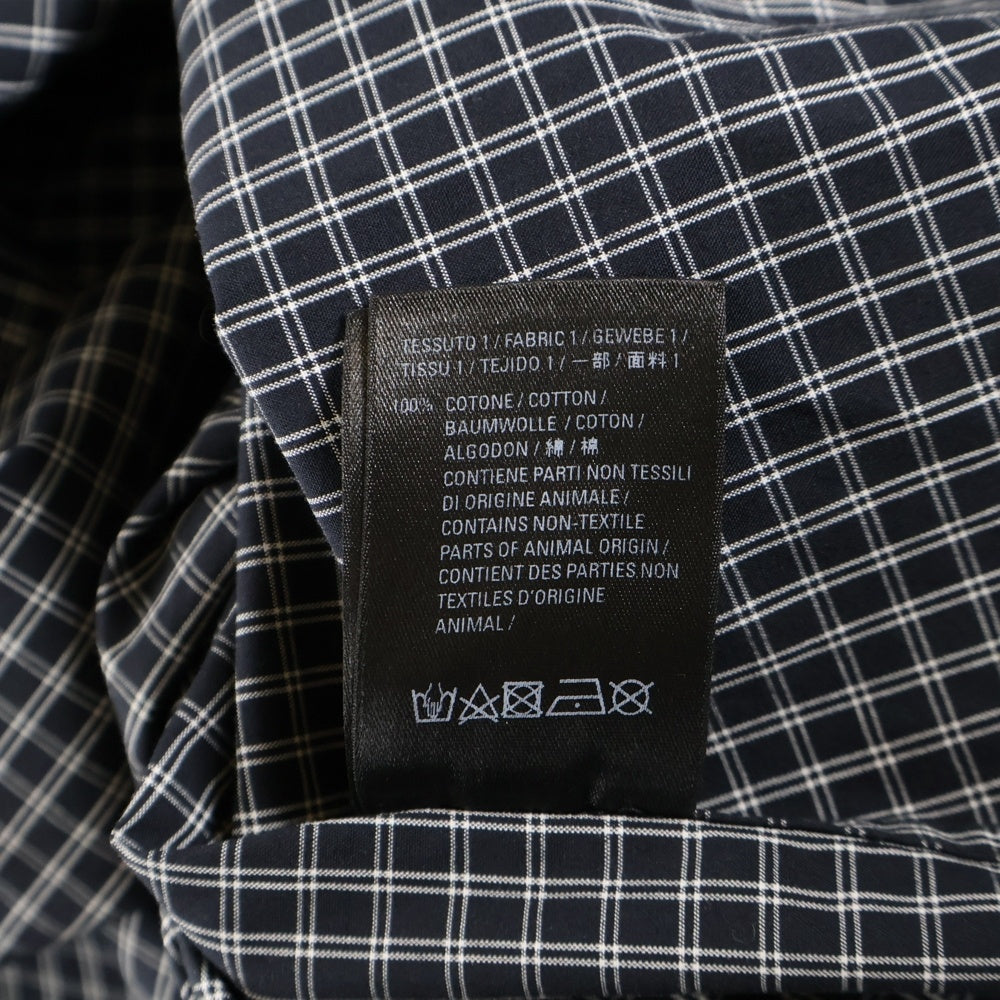 TESSUTO 1 / FABRIC 1 / GEWEBE 1 /
TISSU 1 / TEJIDO 1 / 一部 / 面料 1
100% COTONE / COTTON /
BAUMWOLLE / COTON /
ALGODON / 綿 / 棉
CONTIENE PARTI NON TESSILI
DI ORIGINE ANIMALE /
CONTAINS NON-TEXTILE
PARTS OF ANIMAL ORIGIN /
CONTIENT DES PARTIES NON
TEXTILES D'ORIGINE
ANIMAL /